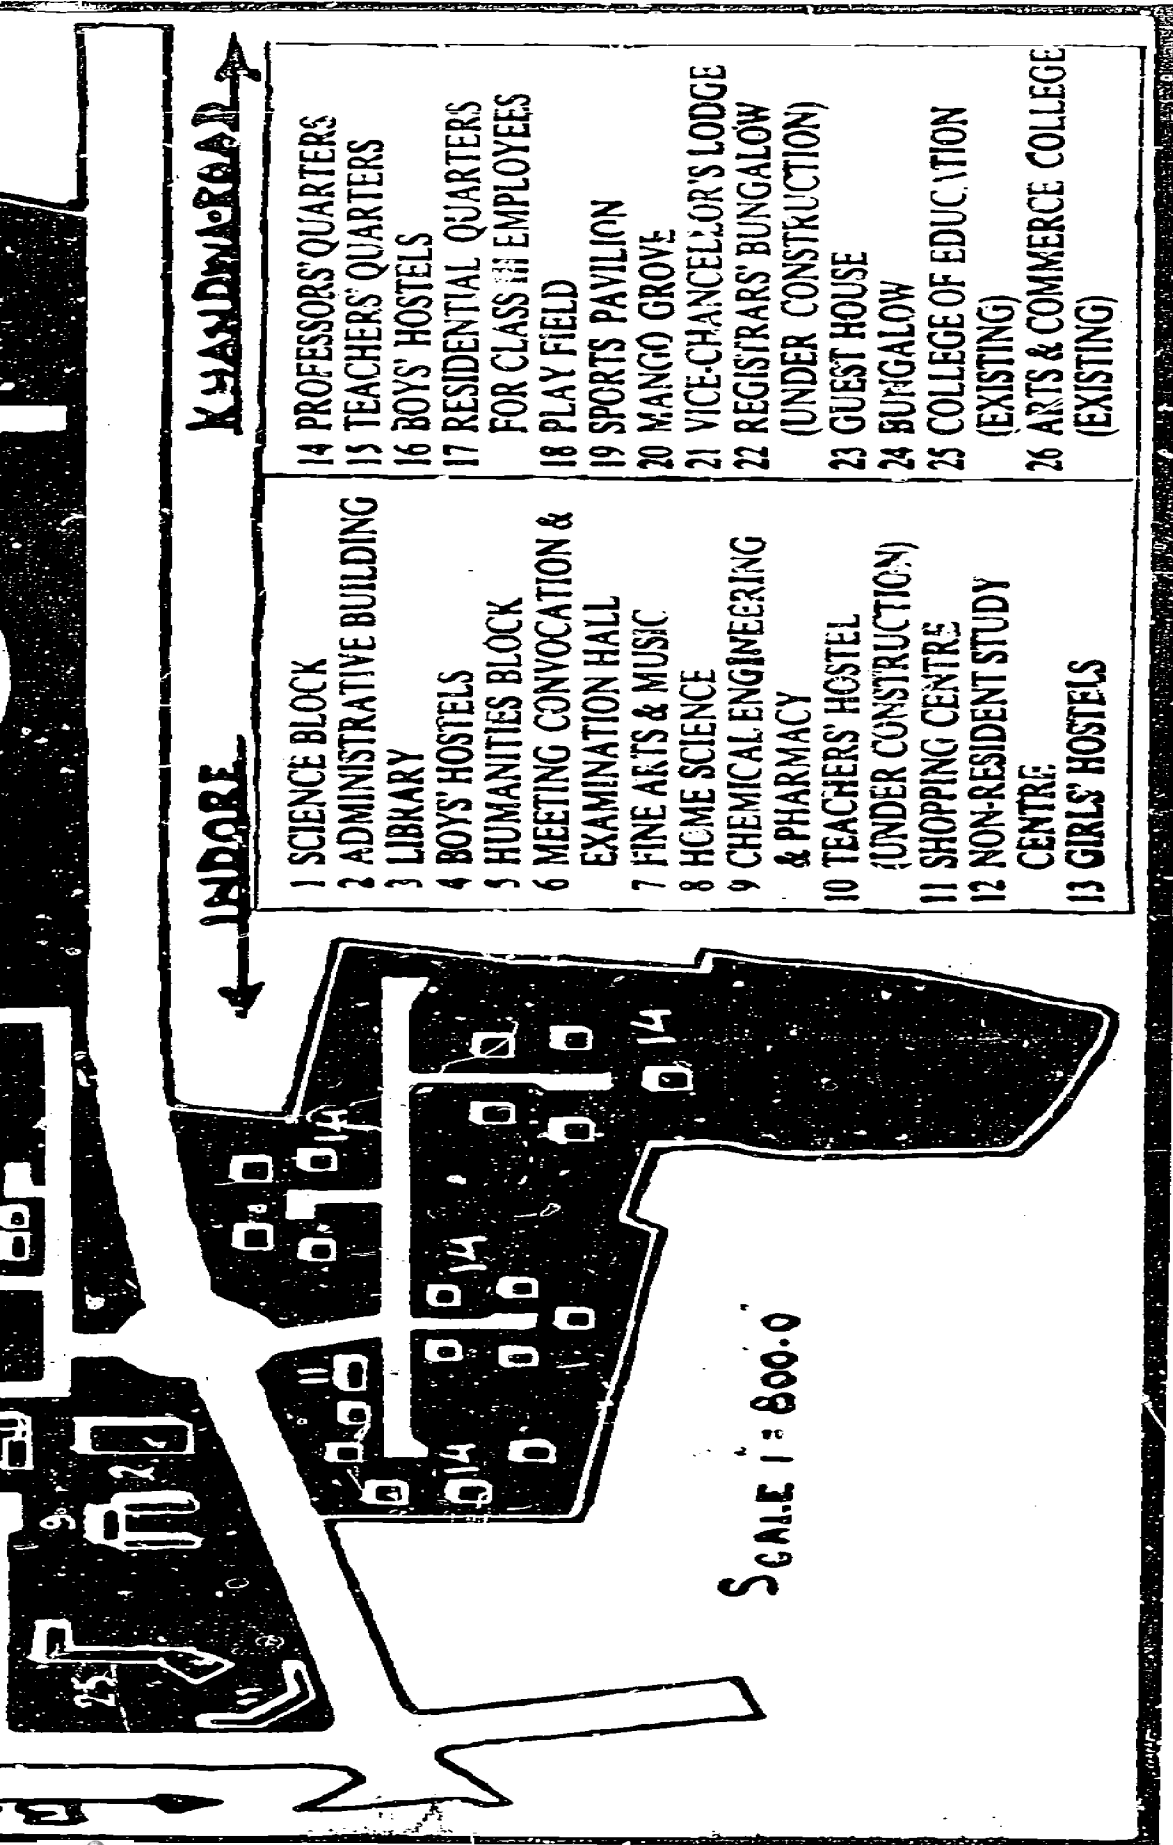 INDORE
KHANDWA·ROAD
1 SCIENCE BLOCK
2 ADMINISTRATIVE BUILDING
3 LIBRARY
4 BOYS' HOSTELS
5 HUMANITIES BLOCK
6 MEETING CONVOCATION &
EXAMINATION HALL
7 FINE ARTS & MUSIC
8 HOME SCIENCE
9 CHEMICAL ENGINEERING
& PHARMACY
10 TEACHERS' HOSTEL
(UNDER CONSTRUCTION)
11 SHOPPING CENTRE
12 NON-RESIDENT STUDY
CENTRE
13 GIRLS' HOSTELS
14 PROFESSORS' QUARTERS
15 TEACHERS' QUARTERS
16 BOYS' HOSTELS
17 RESIDENTIAL QUARTERS
FOR CLASS III EMPLOYEES
18 PLAY FIELD
19 SPORTS PAVILION
20 MANGO GROVE
21 VICE-CHANCELLOR'S LODGE
22 REGISTRARS' BUNGALOW
(UNDER CONSTRUCTION)
23 GUEST HOUSE
24 BUNGALOW
25 COLLEGE OF EDUCATION
(EXISTING)
26 ARTS & COMMERCE COLLEGE
(EXISTING)
25
9
2
11
11
14
14
14
14
SCALE 1"=800·0